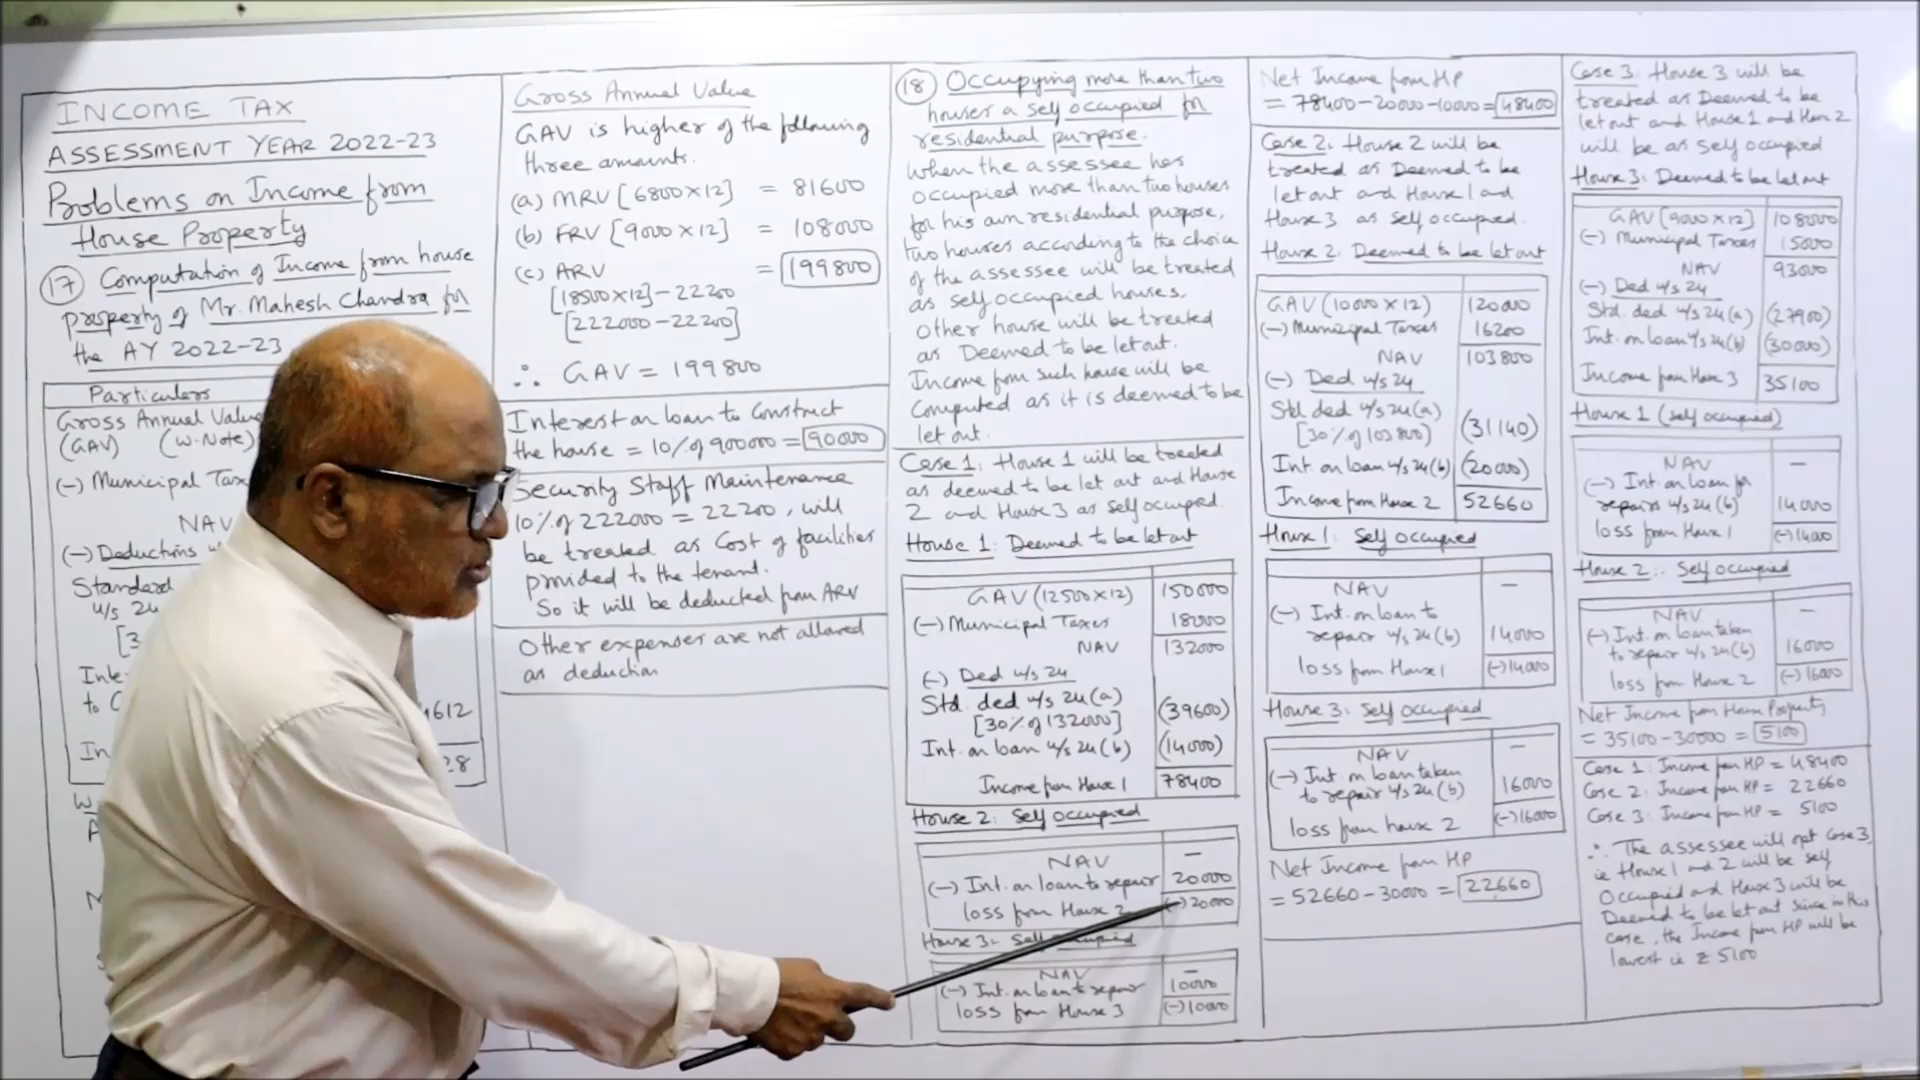 INCOME TAX
ASSESSMENT YEAR 2022-23
Problems on Income from
House Property
17 Computation of Income from house
property of Mr. Mahesh Chandra for
the AY 2022-23
Particulars
Gross Annual Value
(GAV) (W-Note)
(-) Municipal Tax
NAV
(-) Deductions
Standard
u/s 24
to C
612
28
Gross Annual Value
GAV is higher of the following
three amounts.
(a) MRV [6800×12] = 81600
(b) FRV [9000×12] = 108000
(c) ARV = 199800
[18500×12]-22200
[222000-22200]
∴ GAV = 199800
Interest on loan to Construct
the house = 10% of 900000 = 90000
Security Staff Maintenance
10% of 222000 = 22200, will
be treated as Cost of facilities
provided to the tenant.
So it will be deducted from ARV
Other expenses are not allowed
as deduction
18 Occupying more than two
houses a self occupied for
residential purpose.
When the assessee has
occupied more than two houses
for his own residential purpose,
two houses according to the choice
of the assessee will be treated
as self occupied houses.
Other house will be treated
as Deemed to be let out.
Income from such house will be
Computed as it is deemed to be
let out.
Case 1: House 1 will be treated
as deemed to be let out and House
2 and House 3 as self occupied.
House 1: Deemed to be let out
GAV (12500×12) 150000
(-) Municipal Taxes 18000
NAV 132000
(-) Ded u/s 24
Std. ded u/s 24(a) (39600)
[30% of 132000]
Int. on loan u/s 24(b) (14000)
Income from House 1 78400
House 2: Self occupied
NAV —
(-) Int. on loan to repair 20000
loss from House 2 (-) 20000
House 3: Self occupied
NAV —
(-) Int. on loan to repair 10000
loss from House 3 (-) 10000
Net Income from HP
= 78400-20000-10000 = 48400
Case 2: House 2 will be
treated as Deemed to be
let out and House 1 and
House 3 as self occupied.
House 2: Deemed to be let out
GAV (10000×12) 120000
(-) Municipal Taxes 16200
NAV 103800
(-) Ded u/s 24
Std ded u/s 24(a)
[30% of 103800] (31140)
Int. on loan u/s 24(b) (20000)
Income from House 2 52660
House 1: Self occupied
NAV —
(-) Int. on loan to
repair u/s 24(b) 14000
loss from House 1 (-) 14000
House 3: Self occupied
NAV —
(-) Int on loan taken
to repair u/s 24(b) 16000
loss from house 2 (-) 16000
Net Income from HP
= 52660-30000 = 22660
Case 3: House 3 will be
treated as Deemed to be
let out and House 1 and House 2
will be as self occupied
House 3: Deemed to be let out
GAV [9000×12] 108000
(-) Municipal Taxes 15000
NAV 93000
(-) Ded u/s 24
Std. ded u/s 24(a) (27900)
Int. on loan u/s 24(b) (30000)
Income from House 3 35100
House 1 (self occupied)
NAV —
(-) Int. on loan for
repairs u/s 24(b) 14000
loss from House 1 (-) 14000
House 2: Self occupied
NAV —
(-) Int. on loan taken
to repair u/s 24(b) 16000
loss from House 2 (-) 16000
Net Income from House Property
= 35100-30000 = 5100
Case 1: Income from HP = 48400
Case 2: Income from HP = 22660
Case 3: Income from HP = 5100
∴ The assessee will opt Case 3,
ie House 1 and 2 will be self
Occupied and House 3 will be
Deemed to be let out since in this
case, the Income from HP will be
lowest ie ₹ 5100